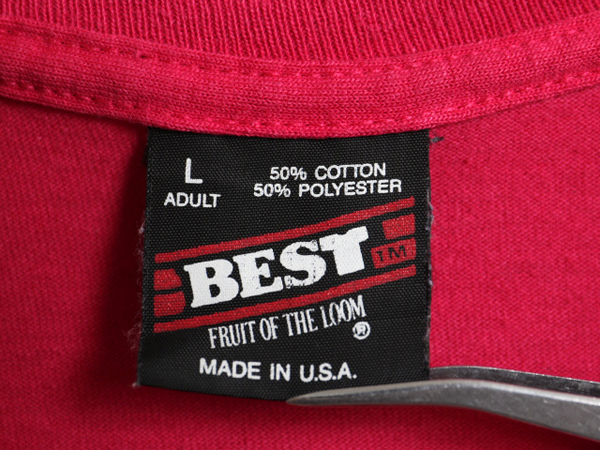 L
ADULT
50% COTTON
50% POLYESTER
BEST TM
FRUIT OF THE LOOM ®
MADE IN U.S.A.